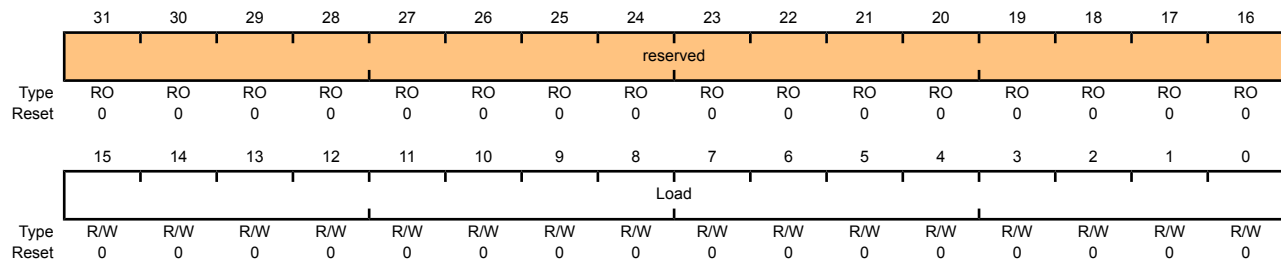 31 30 29 28 27 26 25 24 23 22 21 20 19 18 17 16
reserved
Type RO RO RO RO RO RO RO RO RO RO RO RO RO RO RO RO
Reset 0 0 0 0 0 0 0 0 0 0 0 0 0 0 0 0
15 14 13 12 11 10 9 8 7 6 5 4 3 2 1 0
Load
Type R/W R/W R/W R/W R/W R/W R/W R/W R/W R/W R/W R/W R/W R/W R/W R/W
Reset 0 0 0 0 0 0 0 0 0 0 0 0 0 0 0 0